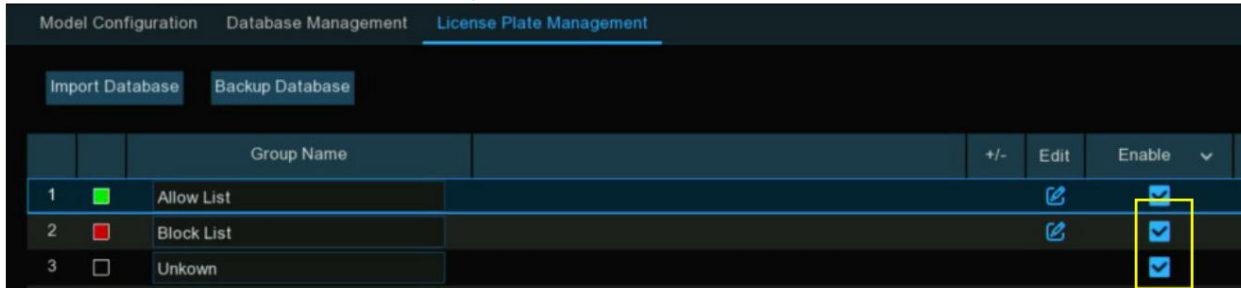 Model Configuration Database Management License Plate Management
Import Database Backup Database
Group Name +/- Edit Enable
1 Allow List
2 Block List
3 Unkown